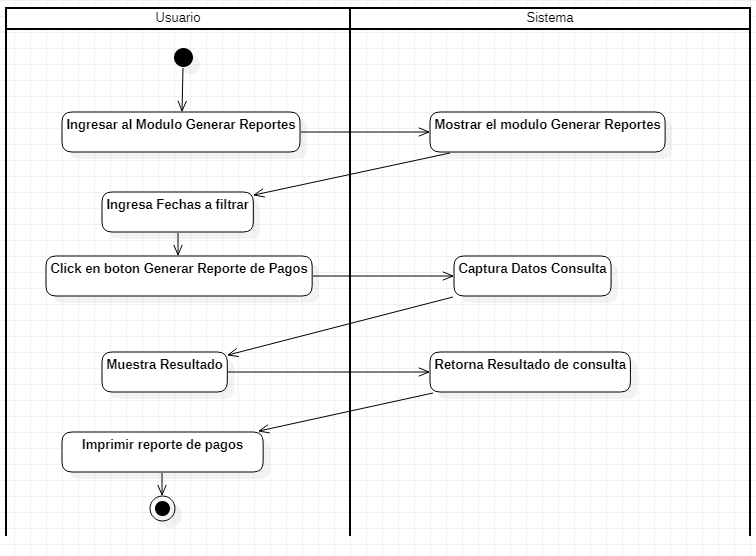 Usuario
Sistema
Ingresar al Modulo Generar Reportes
Mostrar el modulo Generar Reportes
Ingresa Fechas a filtrar
Click en boton Generar Reporte de Pagos
Captura Datos Consulta
Muestra Resultado
Retorna Resultado de consulta
Imprimir reporte de pagos